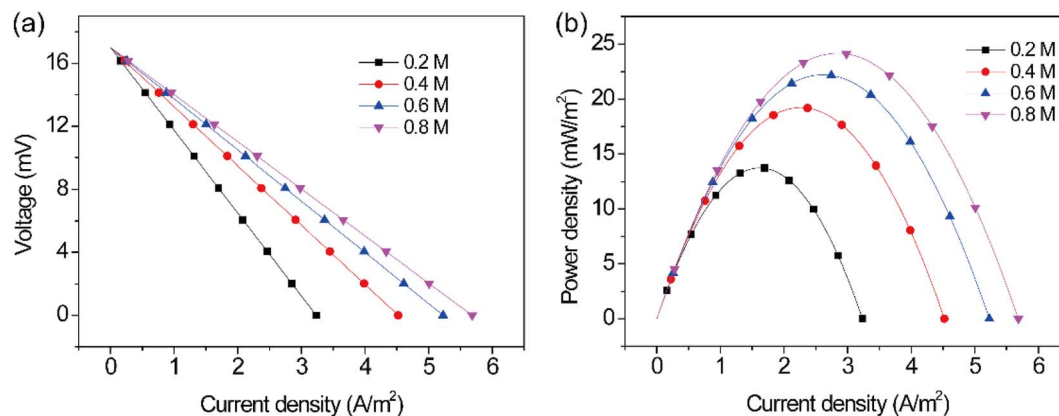 (a)
16
12
8
4
0
Voltage (mV)
0 1 2 3 4 5 6
Current density (A/m²)
0.2 M
0.4 M
0.6 M
0.8 M
(b)
25
20
15
10
5
0
Power density (mW/m²)
0 1 2 3 4 5 6
Current density (A/m²)
0.2 M
0.4 M
0.6 M
0.8 M